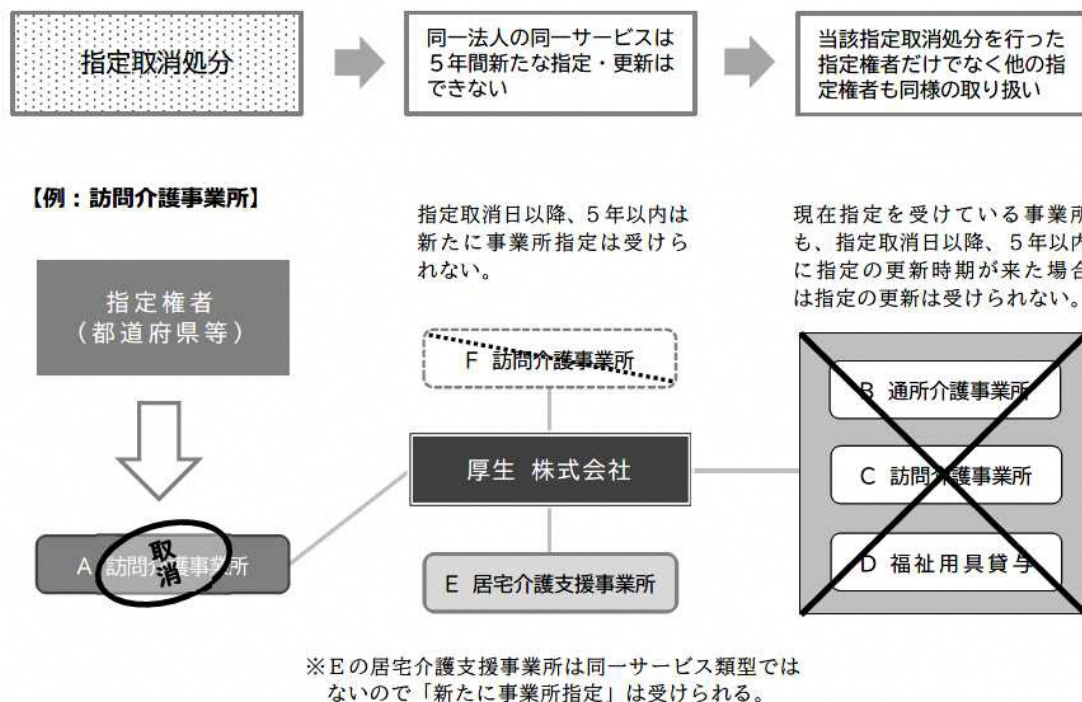 指定取消処分
同一法人の同一サービスは
５年間新たな指定・更新は
できない
当該指定取消処分を行った
指定権者だけでなく他の指
定権者も同様の取り扱い
【例：訪問介護事業所】
指定取消日以降、５年以内は
新たに事業所指定は受けら
れない。
現在指定を受けている事業所
も、指定取消日以降、５年以内
に指定の更新時期が来た場合
は指定の更新は受けられない。
指定権者
（都道府県等）
F 訪問介護事業所
B 通所介護事業所
厚生 株式会社
C 訪問介護事業所
A 訪問介護事業所
取消
E 居宅介護支援事業所
D 福祉用具貸与
※Ｅの居宅介護支援事業所は同一サービス類型では
ないので「新たに事業所指定」は受けられる。